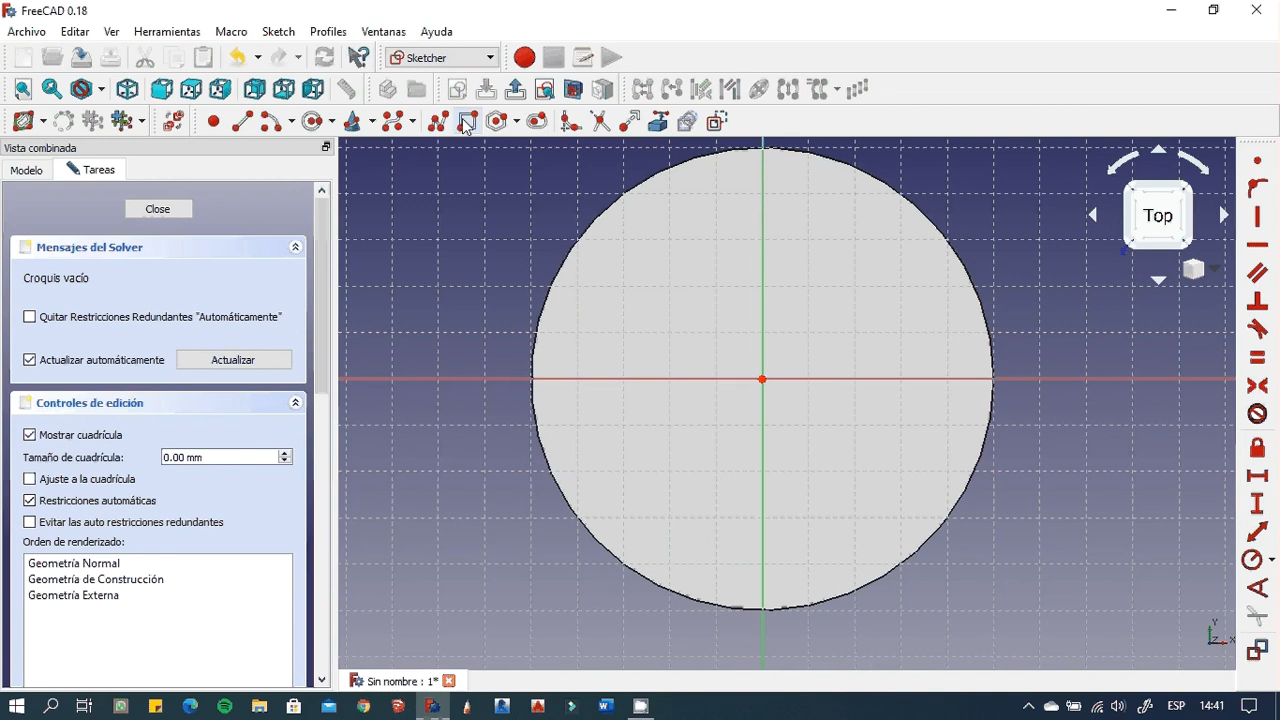 FreeCAD 0.18
Archivo Editar Ver Herramientas Macro Sketch Profiles Ventanas Ayuda
Sketcher
Vista combinada
Modelo Tareas
Close
Mensajes del Solver
Croquis vacío
Quitar Restricciones Redundantes "Automáticamente"
Actualizar automáticamente Actualizar
Controles de edición
Mostrar cuadrícula
Tamaño de cuadrícula: 0.00 mm
Ajuste a la cuadrícula
Restricciones automáticas
Evitar las auto restricciones redundantes
Orden de renderizado:
Geometría Normal
Geometría de Construcción
Geometría Externa
Top
Y
Z X
Sin nombre : 1*
ESP 14:41